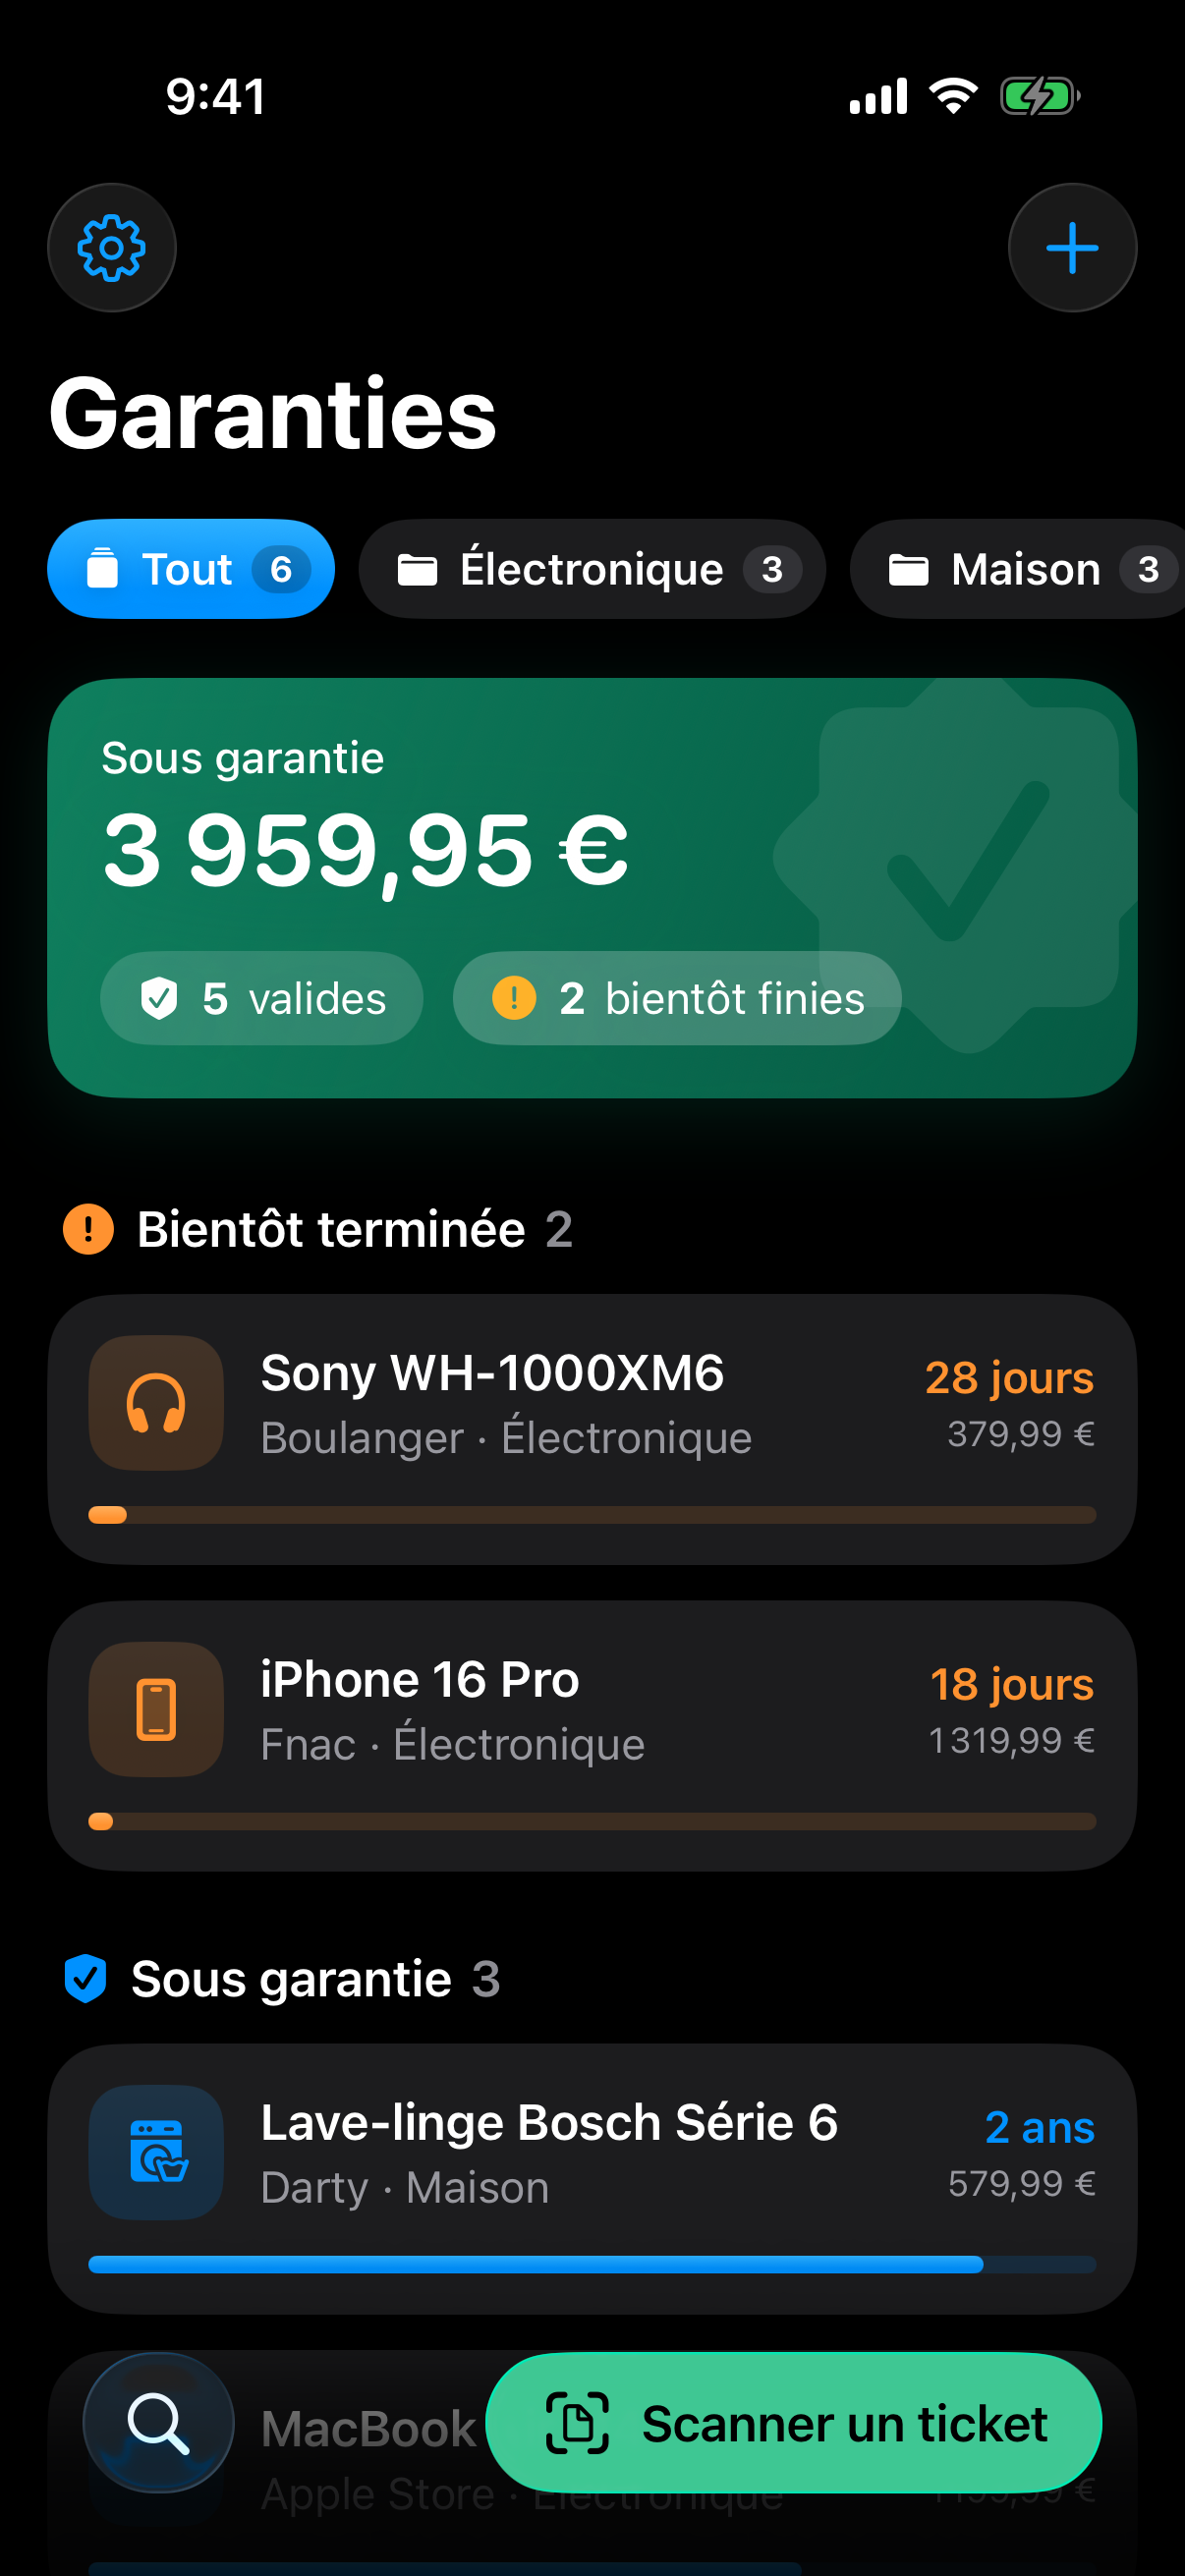 9:41
Garanties
Tout 6 Électronique 3 Maison 3
Sous garantie
3 959,95 €
5 valides 2 bientôt finies
Bientôt terminée 2
Sony WH-1000XM6 28 jours
Boulanger · Électronique 379,99 €
iPhone 16 Pro 18 jours
Fnac · Électronique 1 319,99 €
Sous garantie 3
Lave-linge Bosch Série 6 2 ans
Darty · Maison 579,99 €
MacBook
Scanner un ticket
Apple Store · Électronique €